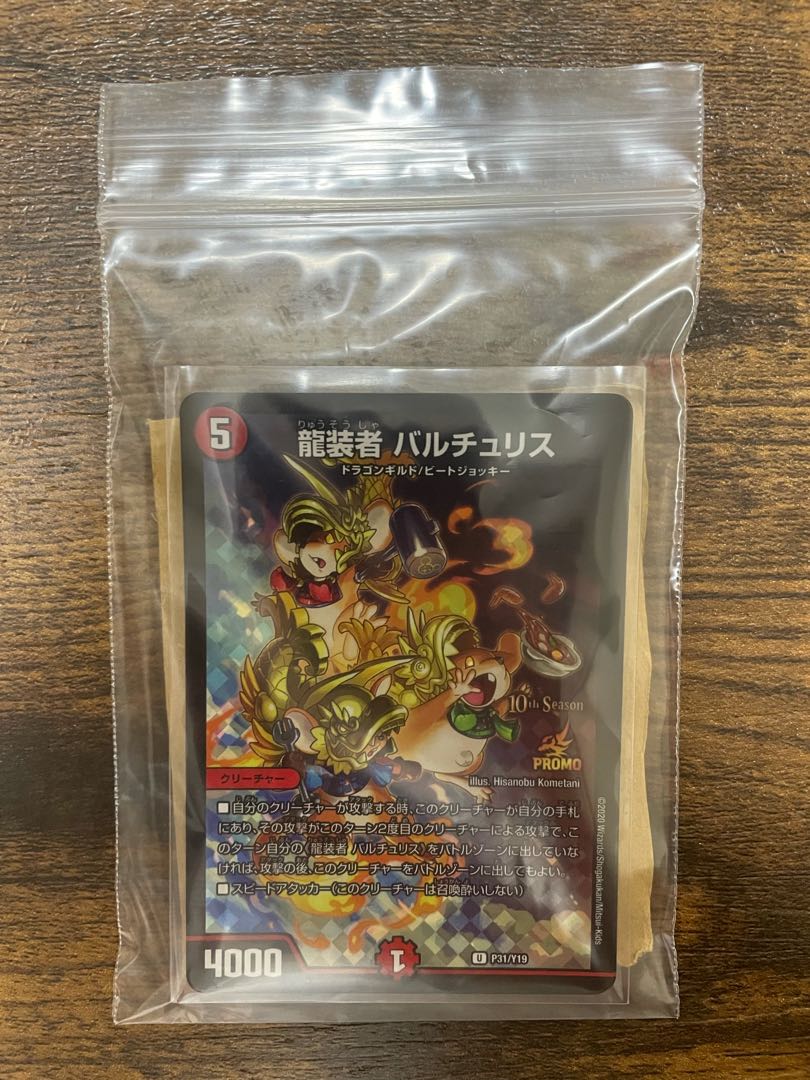 5
りゅうそうしゃ
龍装者 バルチュリス
ドラゴンギルド/ビートジョッキー
10th Season
PROMO
illus. Hisanobu Kometani
クリーチャー
■自分のクリーチャーが攻撃する時、このクリーチャーが自分の手札
にあり、その攻撃がこのターン2度目のクリーチャーによる攻撃で、こ
のターン自分の《龍装者 バルチュリス》をバトルゾーンに出していな
ければ、攻撃の後、このクリーチャーをバトルゾーンに出してもよい。
■スピードアタッカー(このクリーチャーは召喚酔いしない)
4000
1
U P31/Y19
©2020 Wizards/Shogakukan/Mitsui-Kids